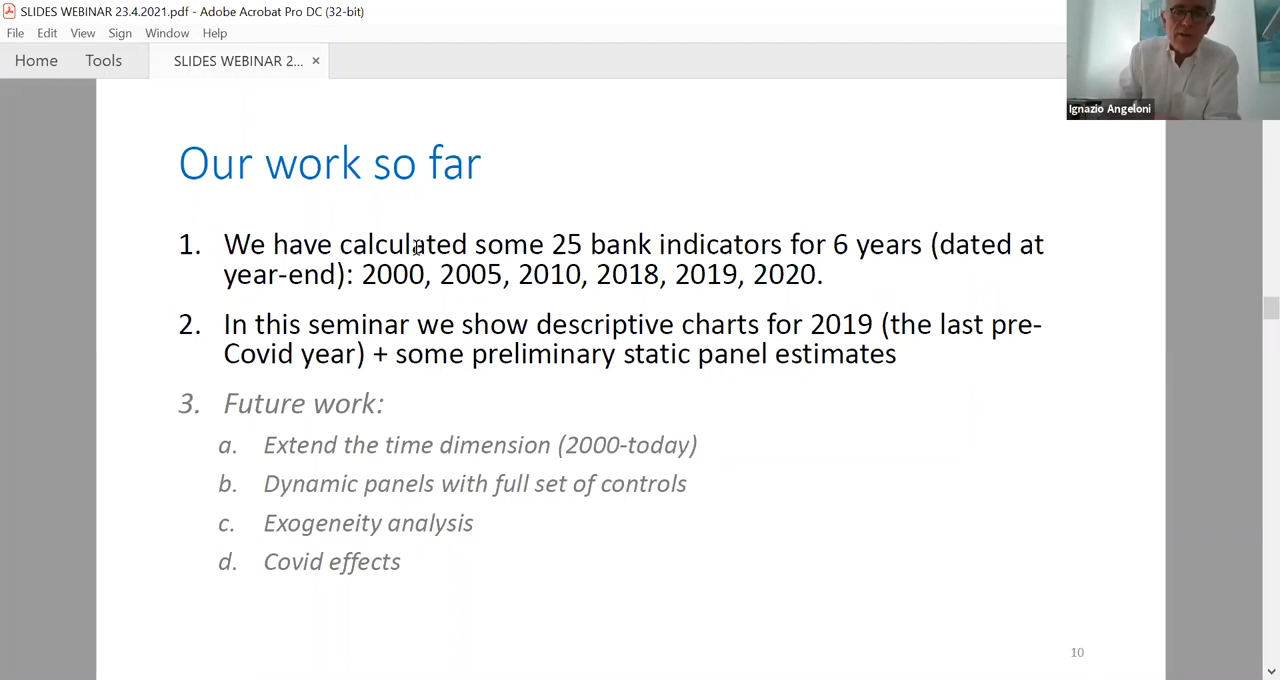 SLIDES WEBINAR 23.4.2021.pdf - Adobe Acrobat Pro DC (32-bit)
File Edit View Sign Window Help
Home Tools SLIDES WEBINAR 2... ×
Ignazio Angeloni
Our work so far
1. We have calculated some 25 bank indicators for 6 years (dated at
year-end): 2000, 2005, 2010, 2018, 2019, 2020.
2. In this seminar we show descriptive charts for 2019 (the last pre-
Covid year) + some preliminary static panel estimates
3. Future work:
a. Extend the time dimension (2000-today)
b. Dynamic panels with full set of controls
c. Exogeneity analysis
d. Covid effects
10